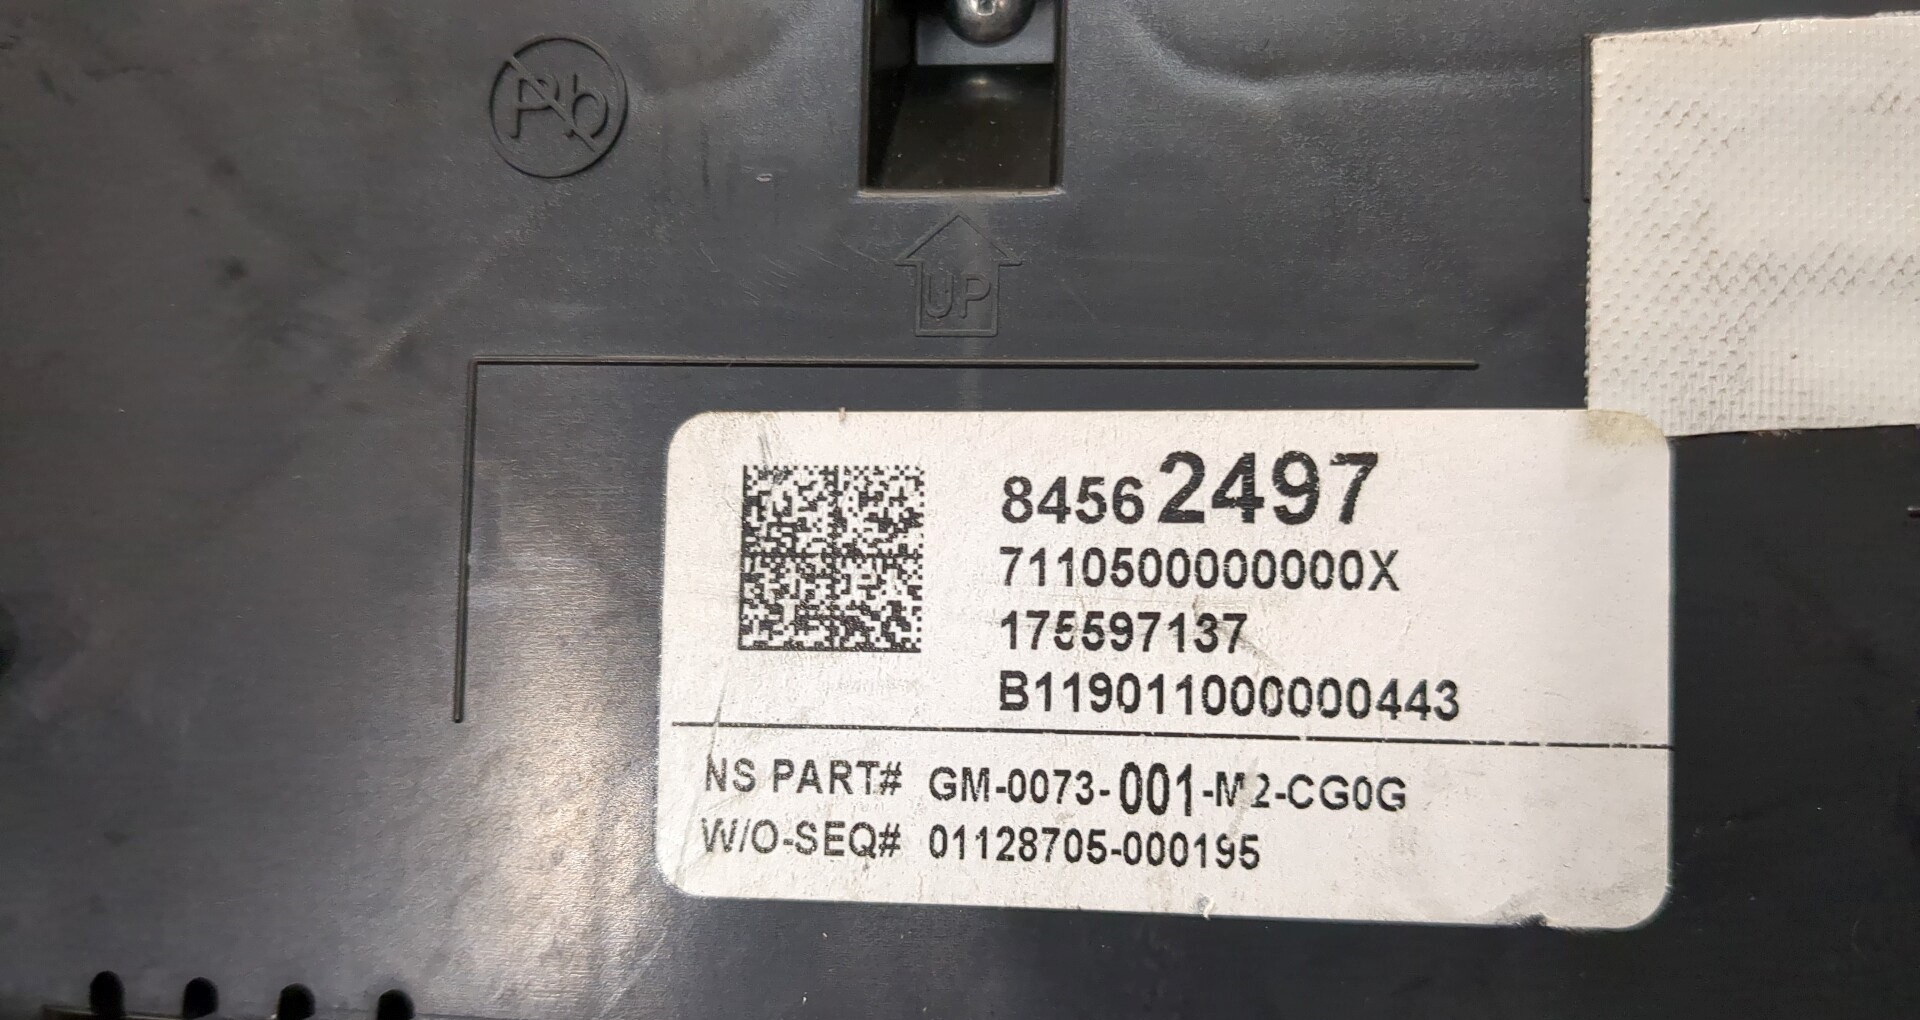 Pb
UP
84562497
7110500000000X
175597137
B119011000000443
NS PART# GM-0073-001-M2-CG0G
W/O-SEQ# 01128705-000195